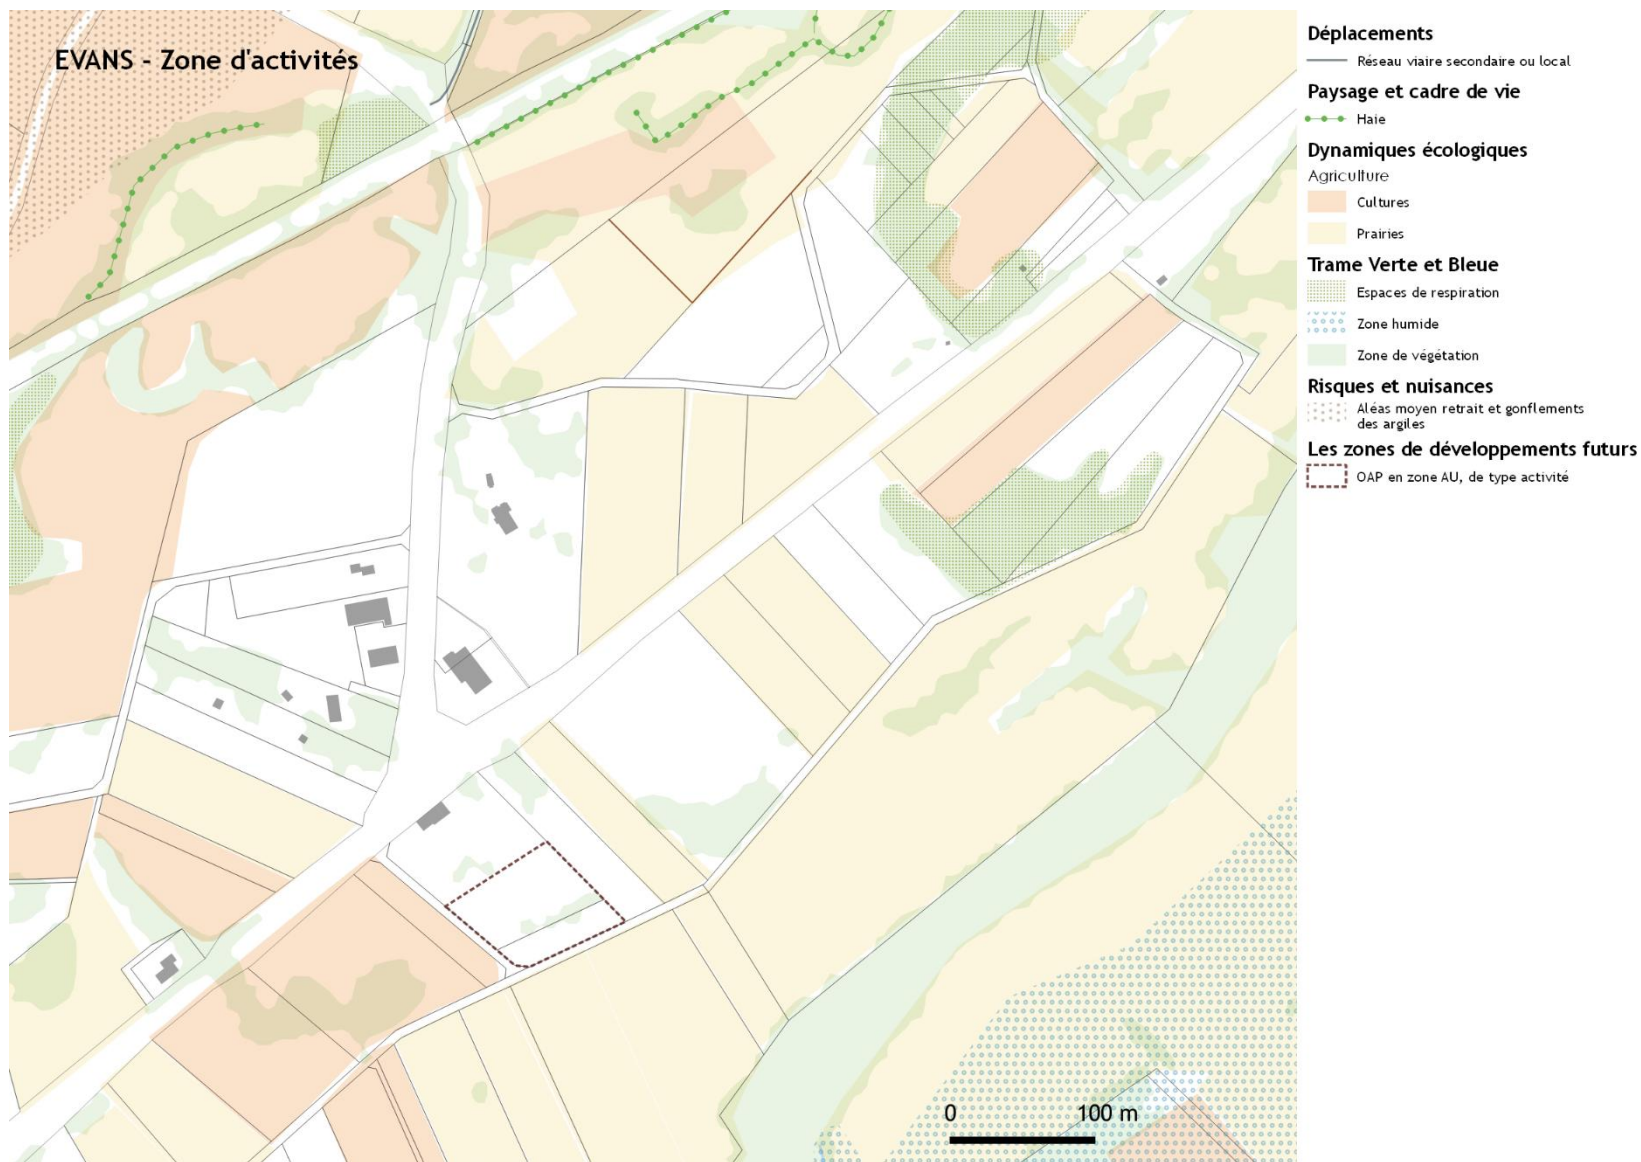 EVANS - Zone d'activités
Déplacements
Réseau viaire secondaire ou local
Paysage et cadre de vie
Haie
Dynamiques écologiques
Agriculture
Cultures
Prairies
Trame Verte et Bleue
Espaces de respiration
Zone humide
Zone de végétation
Risques et nuisances
Aléas moyen retrait et gonflements
des argiles
Les zones de développements futurs
OAP en zone AU, de type activité
0 100 m